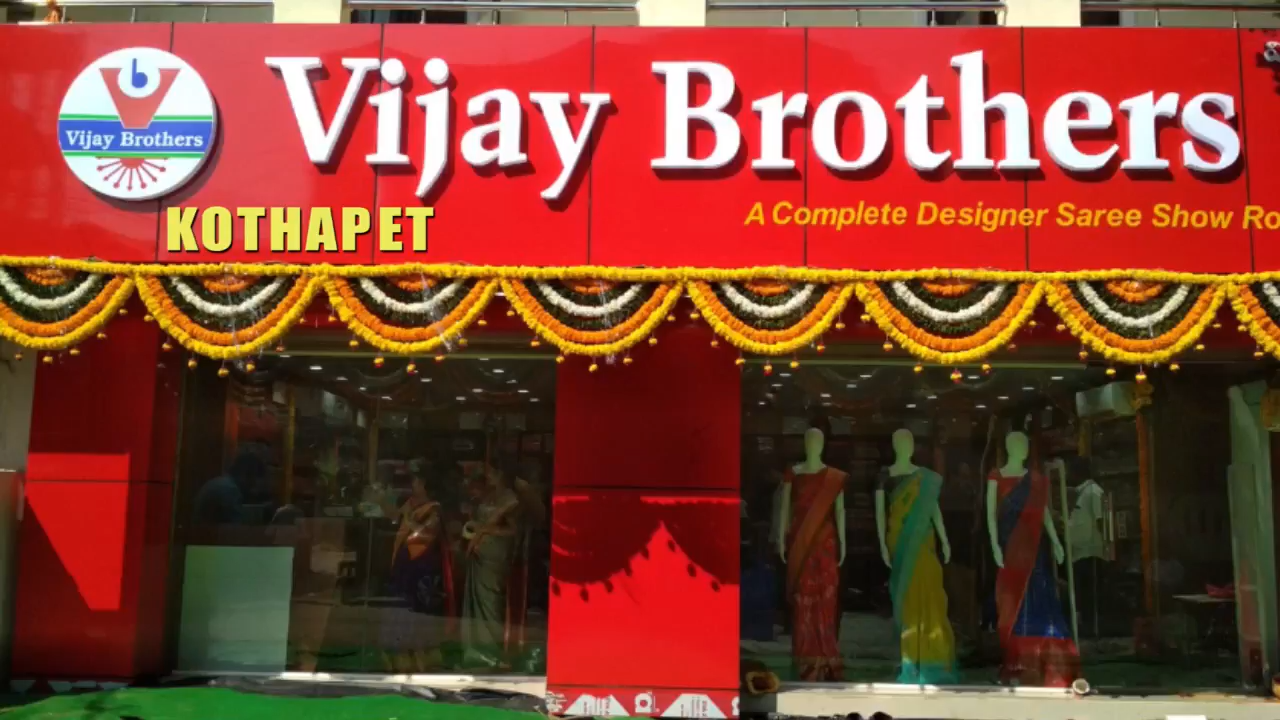 b
Vijay Brothers
Vijay Brothers
KOTHAPET
A Complete Designer Saree Show Ro